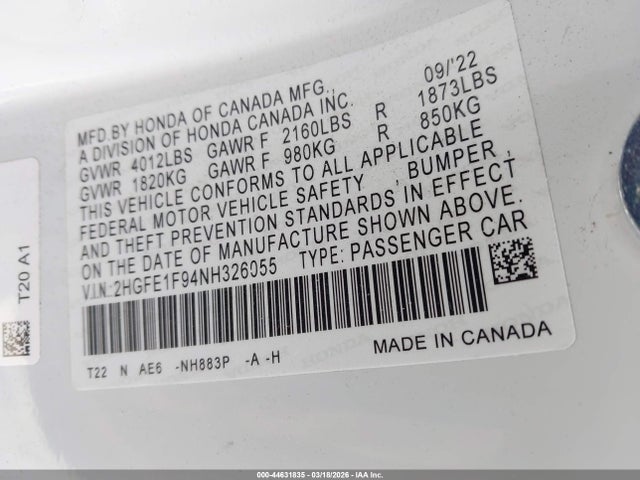 MFD.BY HONDA OF CANADA MFG. 09/'22
A DIVISION OF HONDA CANADA INC.
GVWR 4012LBS GAWR F 2160LBS R 1873LBS
GVWR 1820KG GAWR F 980KG R 850KG
THIS VEHICLE CONFORMS TO ALL APPLICABLE
FEDERAL MOTOR VEHICLE SAFETY , BUMPER ,
AND THEFT PREVENTION STANDARDS IN EFFECT
ON THE DATE OF MANUFACTURE SHOWN ABOVE.
V.I.N:2HGFE1F94NH326055 TYPE: PASSENGER CAR
T22 N AE6 -NH883P -A -H MADE IN CANADA
T20 A1
000-44631835 | 03/18/2026 | IAA Inc.